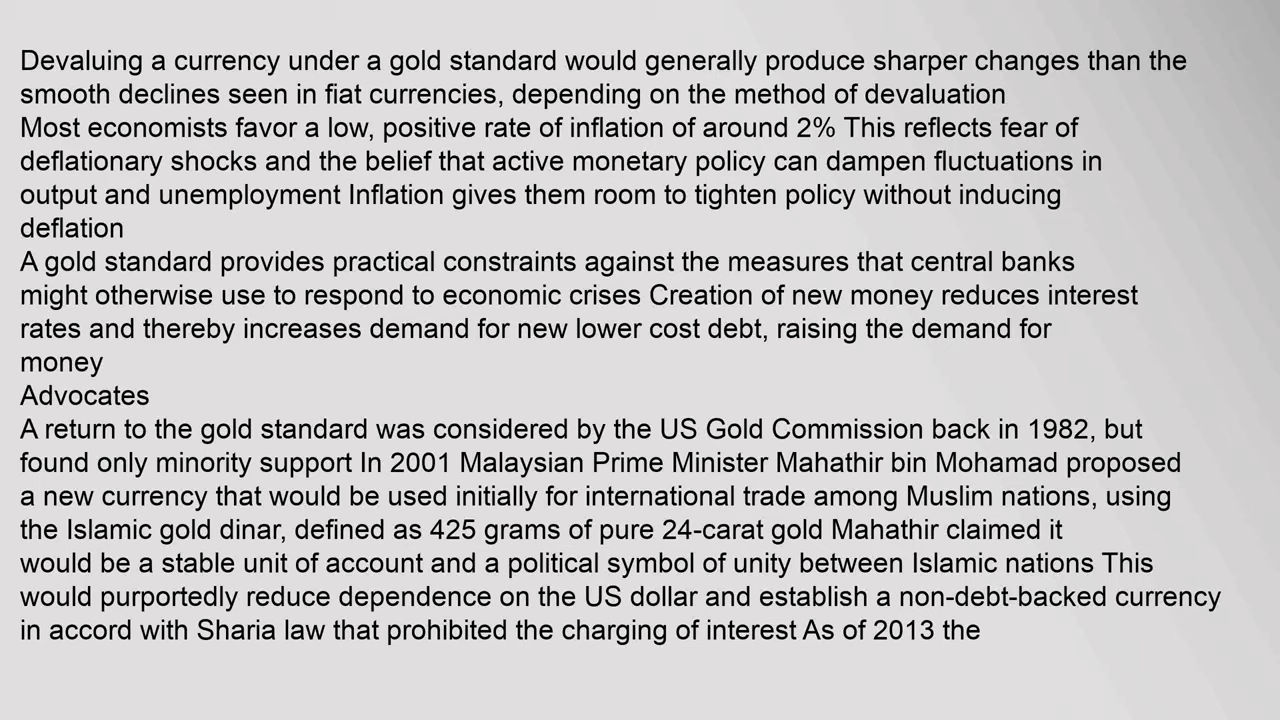 Devaluing a currency under a gold standard would generally produce sharper changes than the
smooth declines seen in fiat currencies, depending on the method of devaluation
Most economists favor a low, positive rate of inflation of around 2% This reflects fear of
deflationary shocks and the belief that active monetary policy can dampen fluctuations in
output and unemployment Inflation gives them room to tighten policy without inducing
deflation
A gold standard provides practical constraints against the measures that central banks
might otherwise use to respond to economic crises Creation of new money reduces interest
rates and thereby increases demand for new lower cost debt, raising the demand for
money
Advocates
A return to the gold standard was considered by the US Gold Commission back in 1982, but
found only minority support In 2001 Malaysian Prime Minister Mahathir bin Mohamad proposed
a new currency that would be used initially for international trade among Muslim nations, using
the Islamic gold dinar, defined as 425 grams of pure 24-carat gold Mahathir claimed it
would be a stable unit of account and a political symbol of unity between Islamic nations This
would purportedly reduce dependence on the US dollar and establish a non-debt-backed currency
in accord with Sharia law that prohibited the charging of interest As of 2013 the